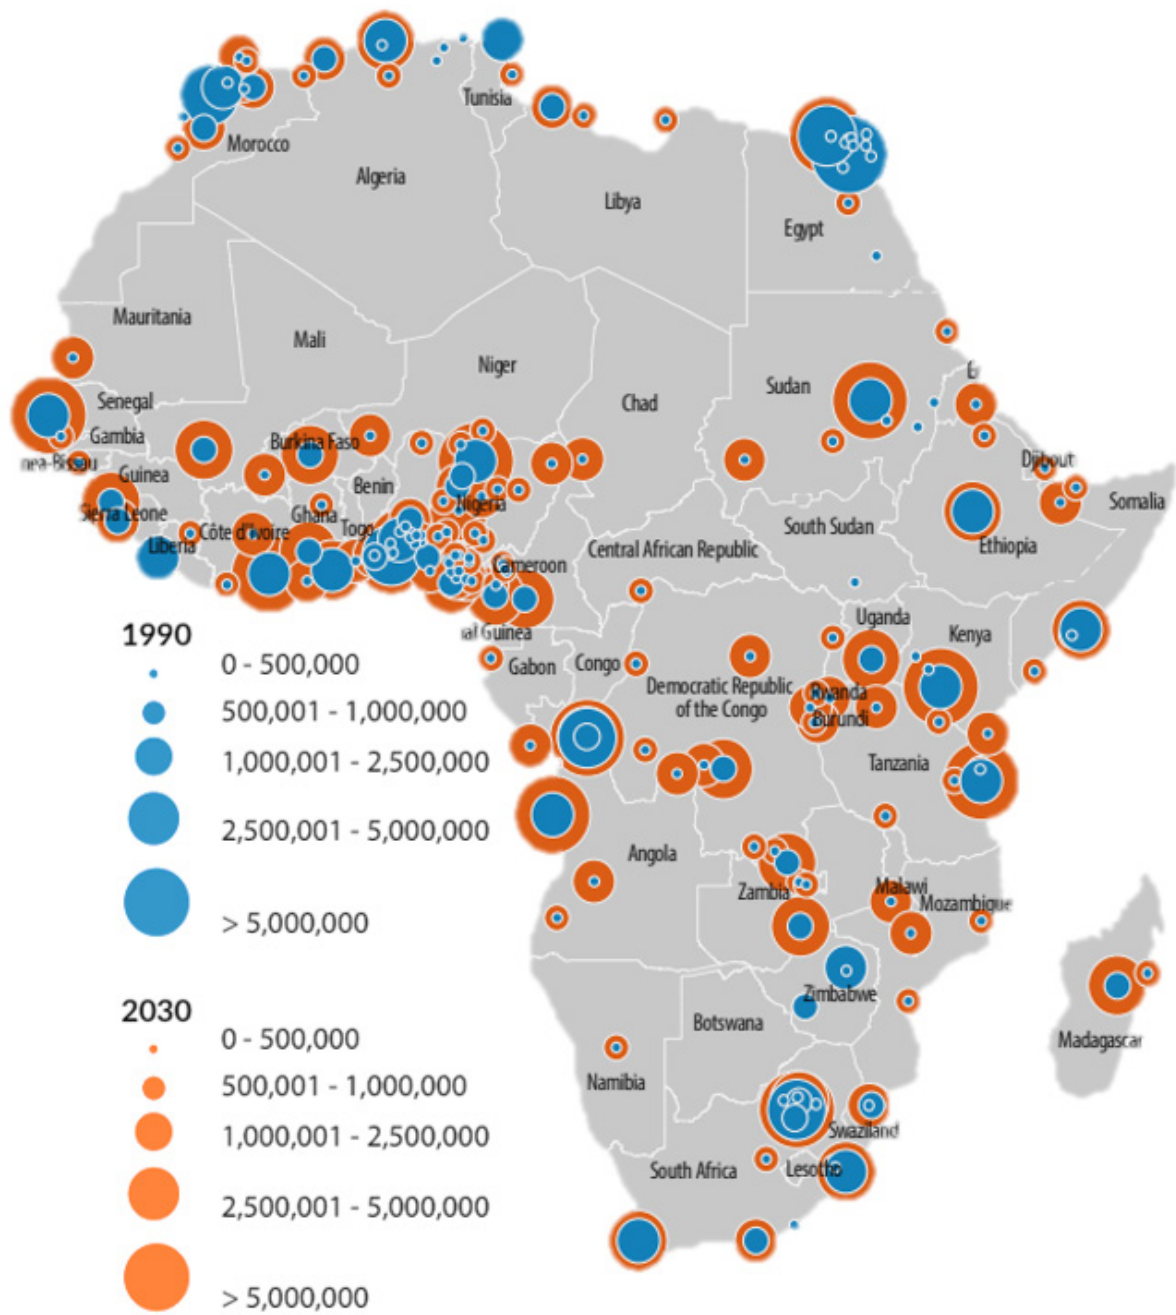 Tunisia
Morocco
Algeria
Libya
Egypt
Mauritania
Mali
Niger
Chad
Sudan
Er
Senegal
Gambia
nea-Bissau
Guinea
Sierra Leone
Liberia
Côte d'Ivoire
Burkina Faso
Ghana
Togo
Benin
Nigeria
Cameroon
Central African Republic
South Sudan
Djibout
Ethiopia
Somalia
al Guinea
Gabon
Congo
Democratic Republic
of the Congo
Uganda
Kenya
Rwanda
Burundi
Tanzania
Angola
Zambia
Malawi
Mozambique
Zimbabwe
Botswana
Namibia
Madagascar
Swaziland
South Africa
Lesotho
1990
0 - 500,000
500,001 - 1,000,000
1,000,001 - 2,500,000
2,500,001 - 5,000,000
> 5,000,000
2030
0 - 500,000
500,001 - 1,000,000
1,000,001 - 2,500,000
2,500,001 - 5,000,000
> 5,000,000